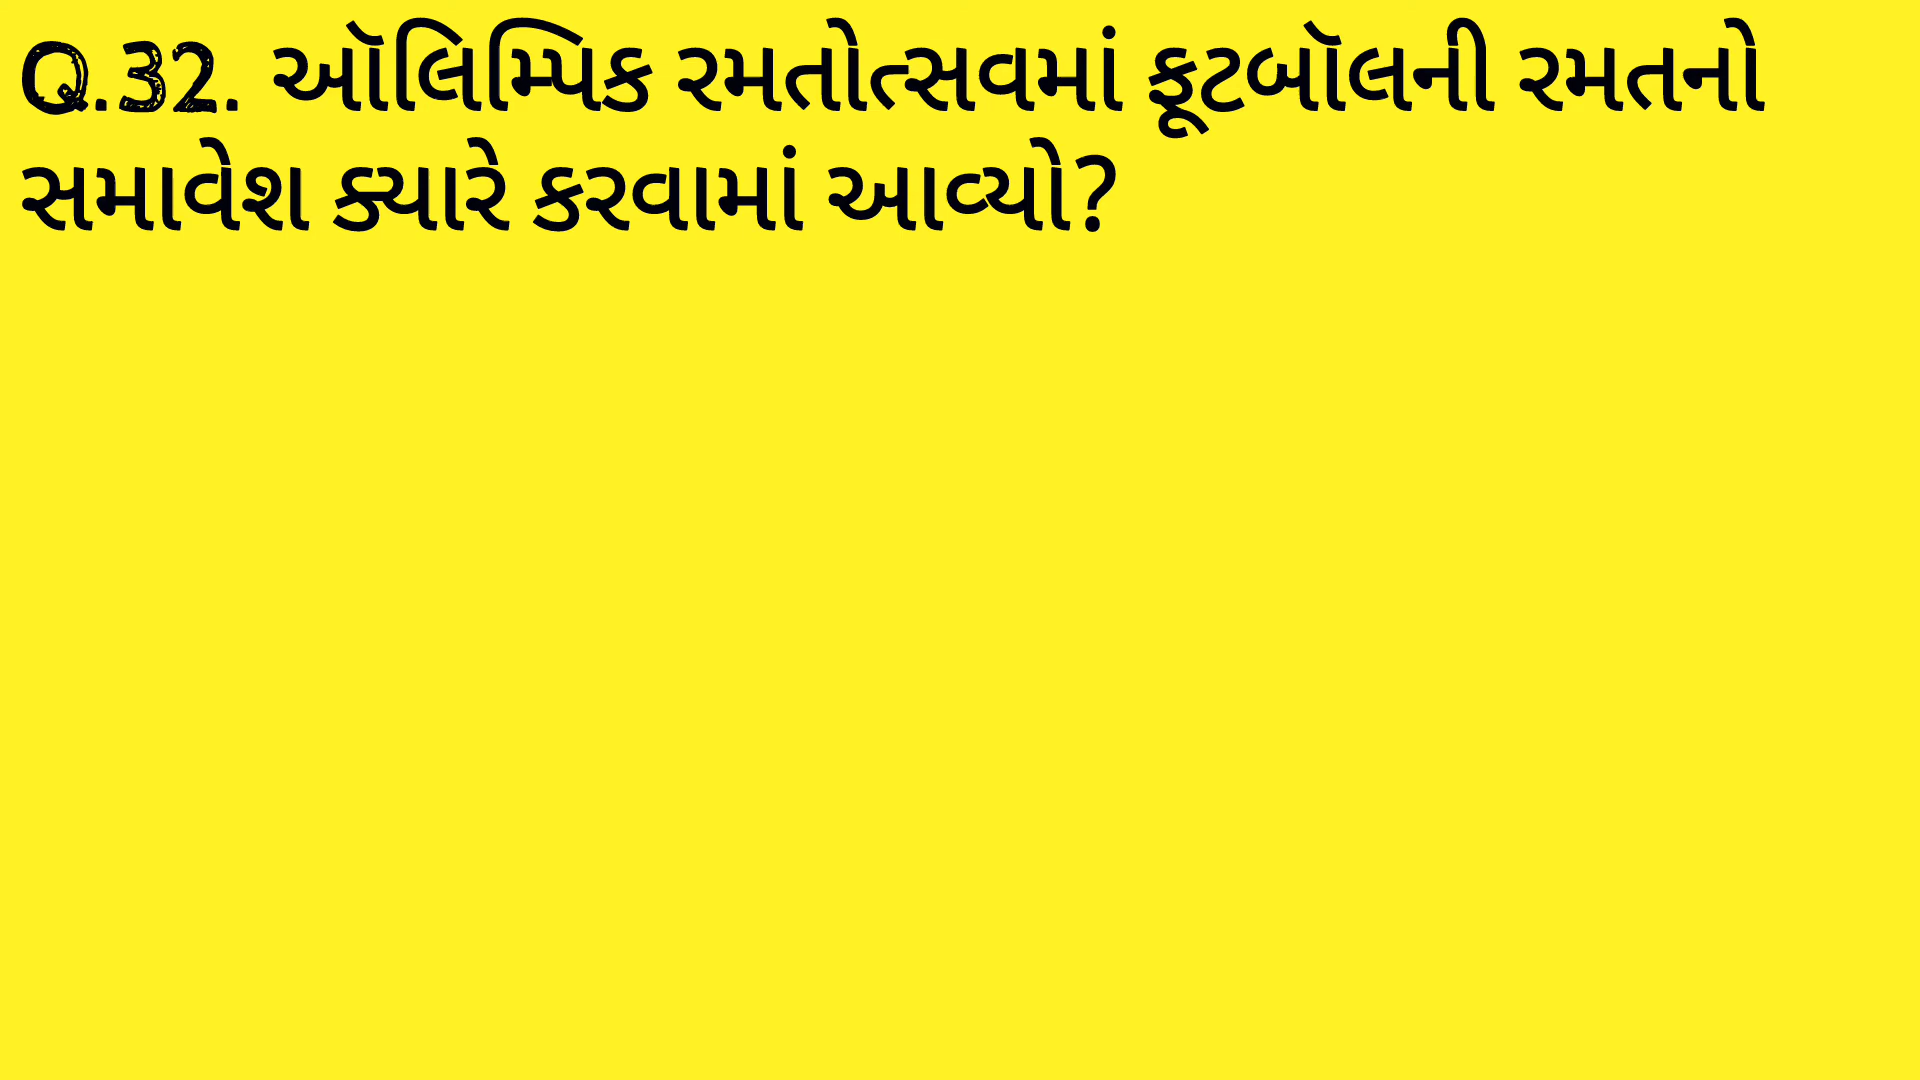 Q.32. ઑલિમ્પિક રમતોત્સવમાં ફૂટબૉલની રમતનો
સમાવેશ ક્યારે કરવામાં આવ્યો?